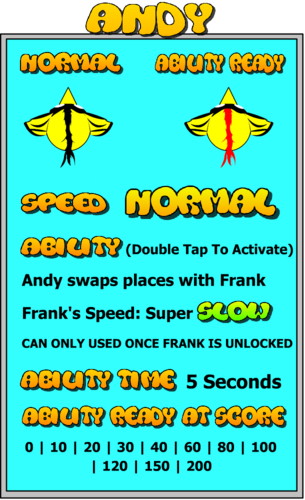 ANDY
NORMAL ABILITY READY
SPEED NORMAL
ABILITY (Double Tap To Activate)
Andy swaps places with Frank
Frank's Speed: Super SLOW
CAN ONLY USED ONCE FRANK IS UNLOCKED
ABILITY TIME 5 Seconds
ABILITY READY AT SCORE
0 | 10 | 20 | 30 | 40 | 60 | 80 | 100
| 120 | 150 | 200